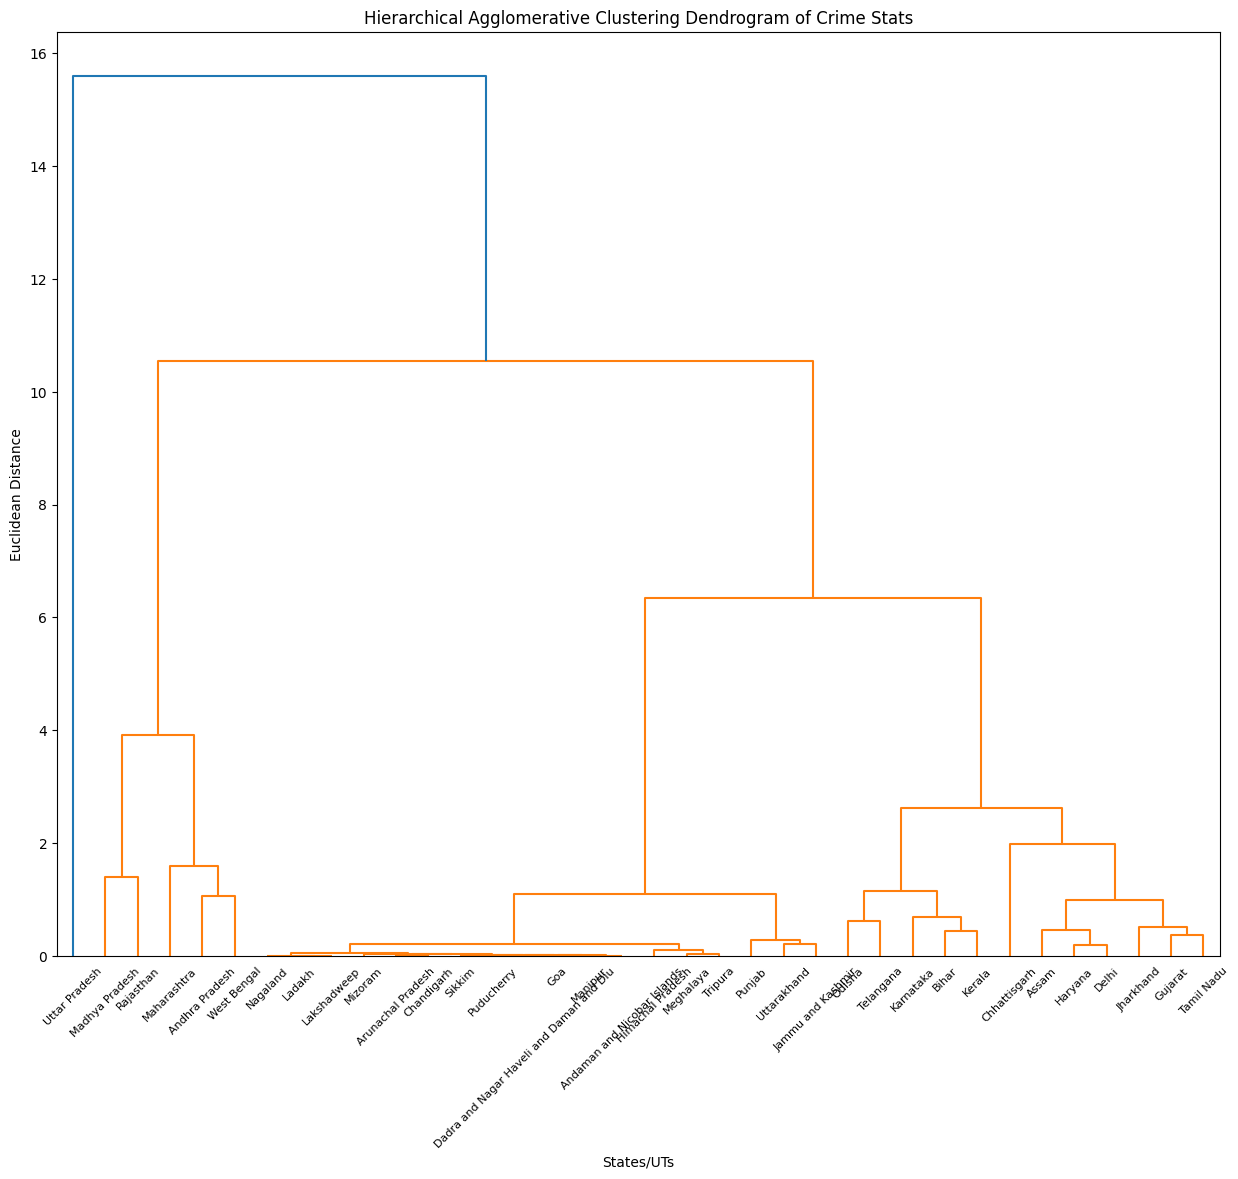 Hierarchical Agglomerative Clustering Dendrogram of Crime Stats
16
14
12
10
8
6
4
2
0
Euclidean Distance
Uttar Pradesh
Madhya Pradesh
Rajasthan
Maharashtra
Andhra Pradesh
West Bengal
Nagaland
Ladakh
Lakshadweep
Mizoram
Arunachal Pradesh
Chandigarh
Sikkim
Puducherry
Dadra and Nagar Haveli and Daman and Diu
Goa
Manipur
Andaman and Nicobar Islands
Himachal Pradesh
Meghalaya
Tripura
Punjab
Uttarakhand
Jammu and Kashmir
Odisha
Telangana
Karnataka
Bihar
Kerala
Chhattisgarh
Assam
Haryana
Delhi
Jharkhand
Gujarat
Tamil Nadu
States/UTs